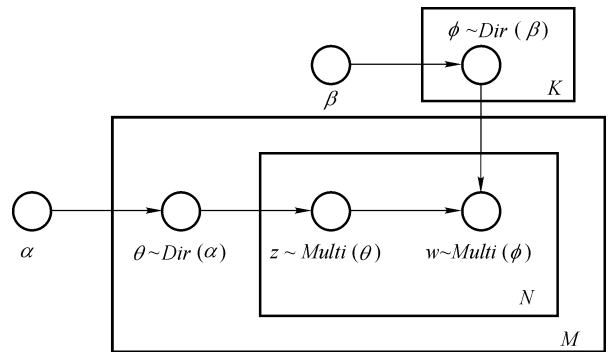 ϕ ~Dir (β)
K
β
α
θ ~Dir (α)
z ~ Multi (θ)
w~Multi (ϕ)
N
M